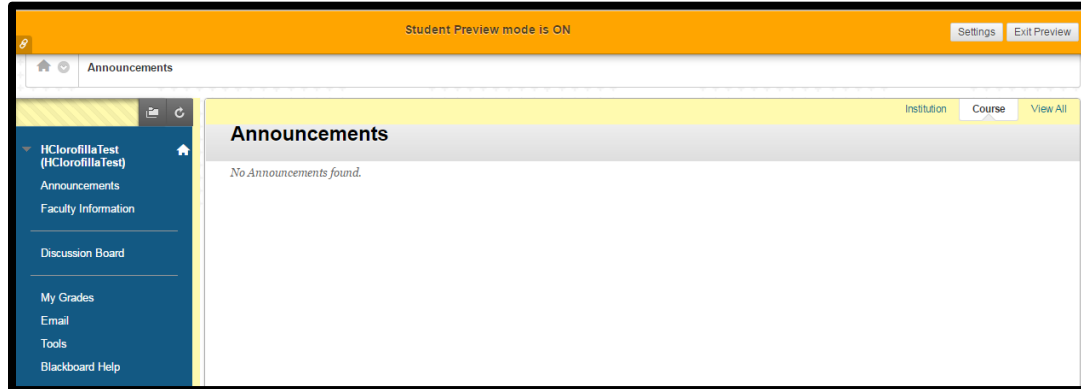 Student Preview mode is ON
Settings
Exit Preview
Announcements
Institution
Course
View All
HClorofillaTest
(HClorofillaTest)
Announcements
Faculty Information
Discussion Board
My Grades
Email
Tools
Blackboard Help
Announcements
No Announcements found.